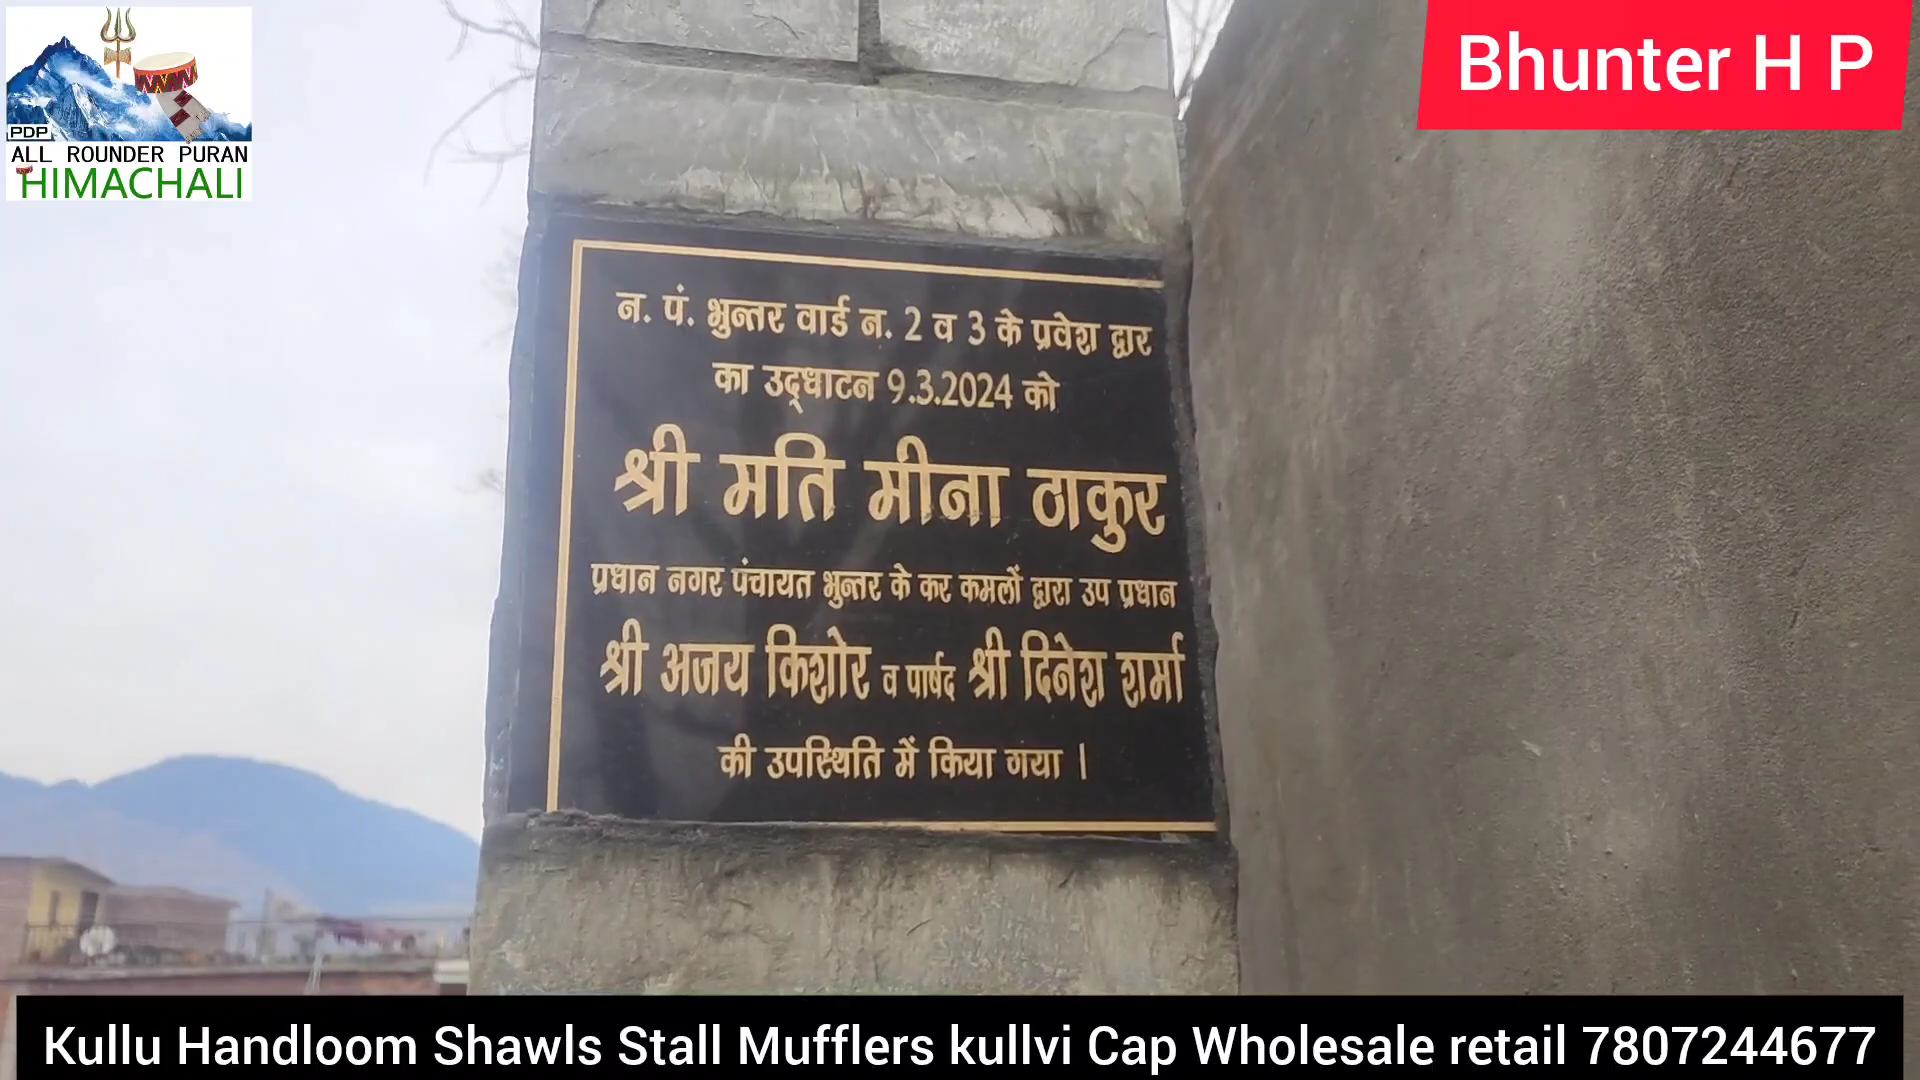 PDP
ALL ROUNDER PURAN
HIMACHALI
Bhunter H P
न. पं. भुन्तर वार्ड न. 2 व 3 के प्रवेश द्वार
का उद्धाटन 9.3.2024 को
श्री मति मीना ठाकुर
प्रधान नगर पंचायत भुन्तर के कर कमलों द्वारा उप प्रधान
श्री अजय किशोर व पार्षद श्री दिनेश शर्मा
की उपस्थिति में किया गया ।
Kullu Handloom Shawls Stall Mufflers kullvi Cap Wholesale retail 7807244677